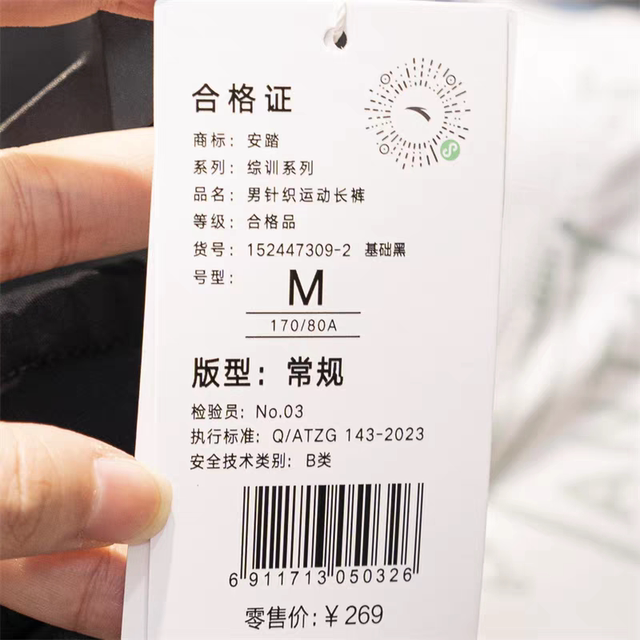 合格证
商标：安踏
系列：综训系列
品名：男针织运动长裤
等级：合格品
货号：152447309-2 基础黑
号型：
M
170/80A
版型：常规
检验员：No.03
执行标准：Q/ATZG 143-2023
安全技术类别：B类
6 911713 050326
零售价：￥269